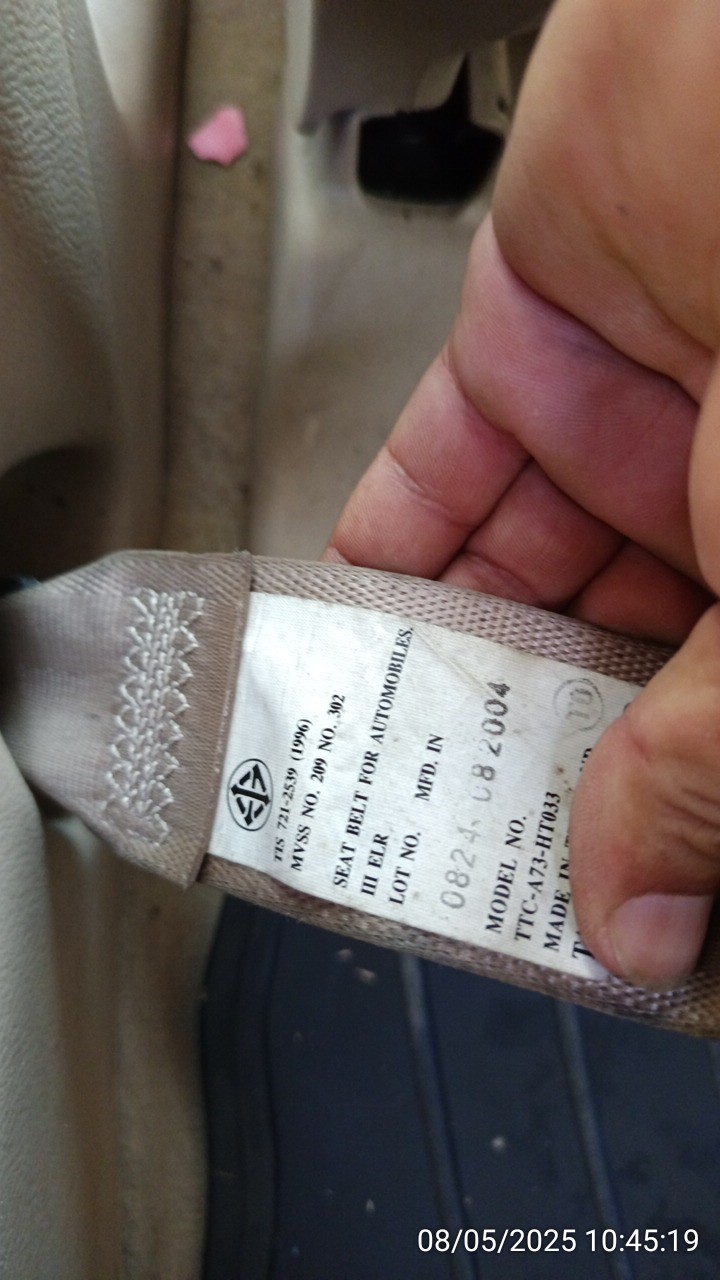 TIS 721-2539 (1996)
MVSS NO. 209 NO. 302
SEAT BELT FOR AUTOMOBILES.
III ELR
LOT NO. MFD. IN
0824 082004
MODEL NO.
TTC-A73-HT033
MADE IN
08/05/2025 10:45:19